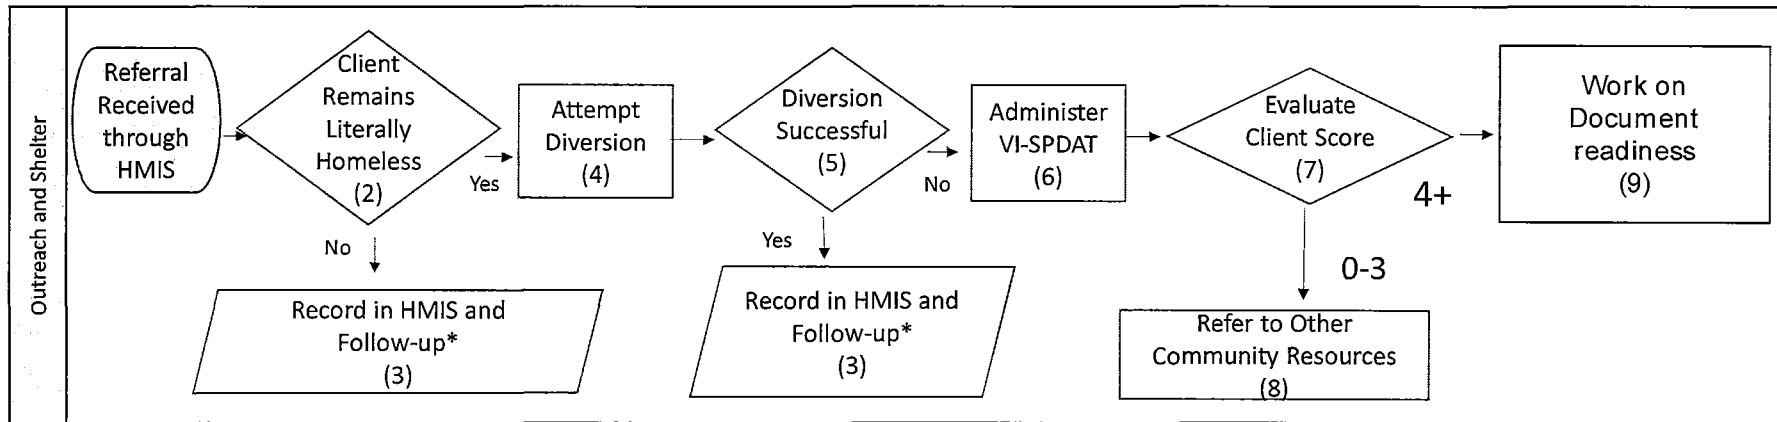 Outreach and Shelter
Referral
Received
through
HMIS
Client
Remains
Literally
Homeless
(2)
Yes
No
Record in HMIS and
Follow-up*
(3)
Attempt
Diversion
(4)
Diversion
Successful
(5)
No
Yes
Record in HMIS and
Follow-up*
(3)
Administer
VI-SPDAT
(6)
Evaluate
Client Score
(7)
4+
0-3
Refer to Other
Community Resources
(8)
Work on
Document
readiness
(9)